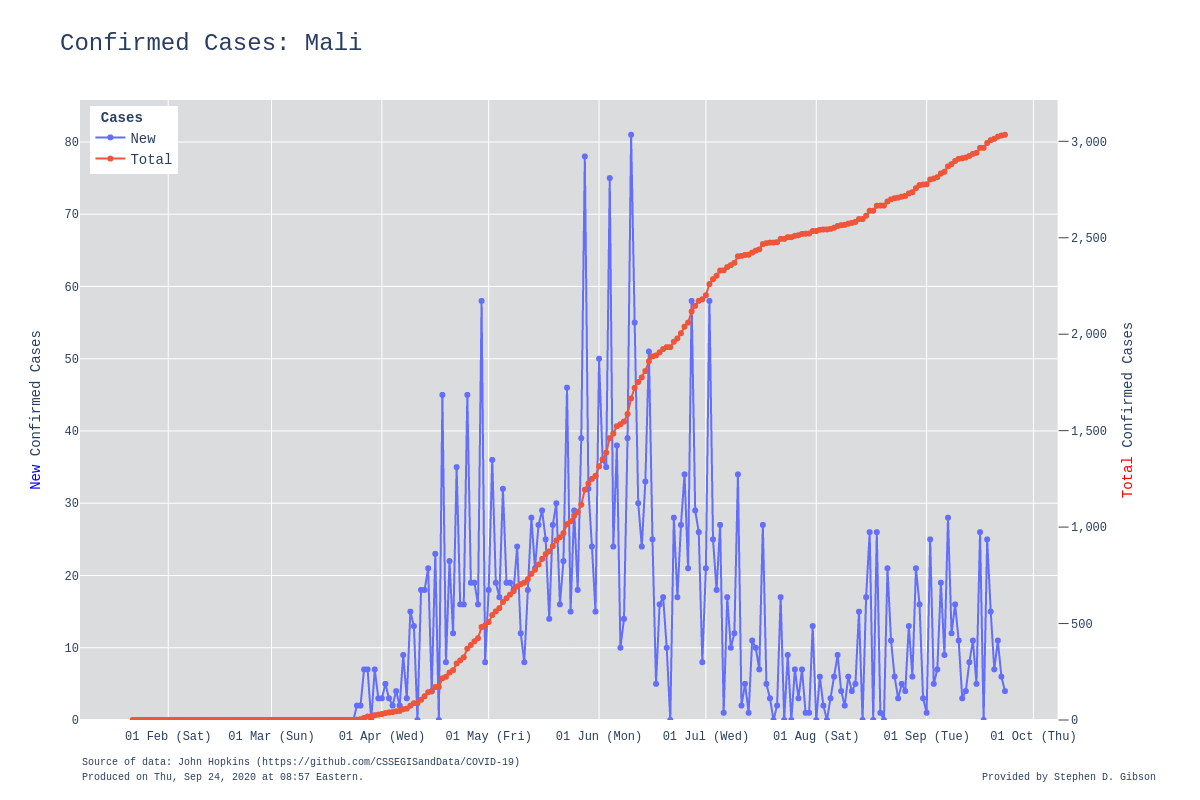 Confirmed Cases: Mali
Cases
New
Total
80
70
60
50
40
30
20
10
0
New Confirmed Cases
3,000
2,500
2,000
1,500
1,000
500
0
Total Confirmed Cases
01 Feb (Sat) 01 Mar (Sun) 01 Apr (Wed) 01 May (Fri) 01 Jun (Mon) 01 Jul (Wed) 01 Aug (Sat) 01 Sep (Tue) 01 Oct (Thu)
Source of data: John Hopkins (https://github.com/CSSEGISandData/COVID-19)
Produced on Thu, Sep 24, 2020 at 08:57 Eastern.
Provided by Stephen D. Gibson